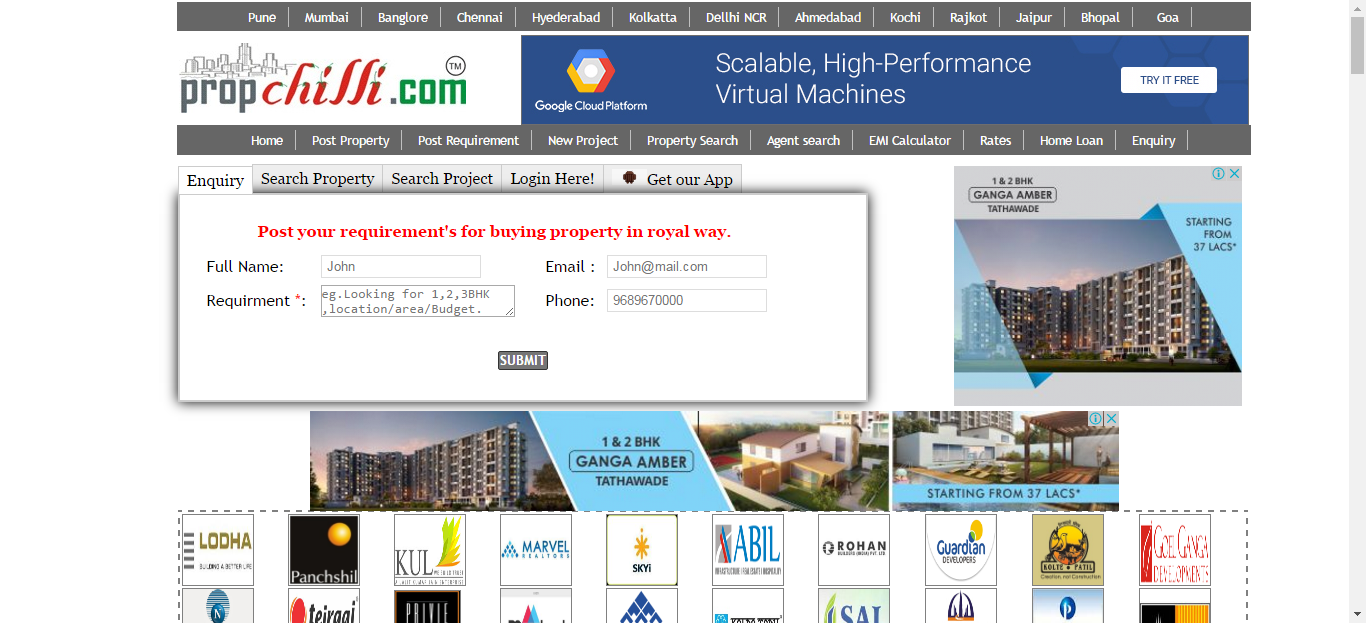 Pune Mumbai Banglore Chennai Hyederabad Kolkatta Dellhi NCR Ahmedabad Kochi Rajkot Jaipur Bhopal Goa
propchilli.com TM
Google Cloud Platform
Scalable, High-Performance
Virtual Machines
TRY IT FREE
Home Post Property Post Requirement New Project Property Search Agent search EMI Calculator Rates Home Loan Enquiry
Enquiry Search Property Search Project Login Here! Get our App
Post your requirement's for buying property in royal way.
Full Name: John Email : John@mail.com
Requirment *: eg.Looking for 1,2,3BHK
,location/area/Budget.
Phone: 9689670000
SUBMIT
1 & 2 BHK
GANGA AMBER
TATHAWADE
STARTING
FROM
37 LACS*
1 & 2 BHK
GANGA AMBER
TATHAWADE
STARTING FROM 37 LACS*
LODHA
BUILDING A BETTER LIFE
Panchshil
KUL
MARVEL
REALTORS
SKYi
ABIL
ROHAN
Guardian
DEVELOPERS
KOLTE PATIL
Creation, not Construction
GOEL GANGA
DEVELOPMENTS
N
PRIVIE